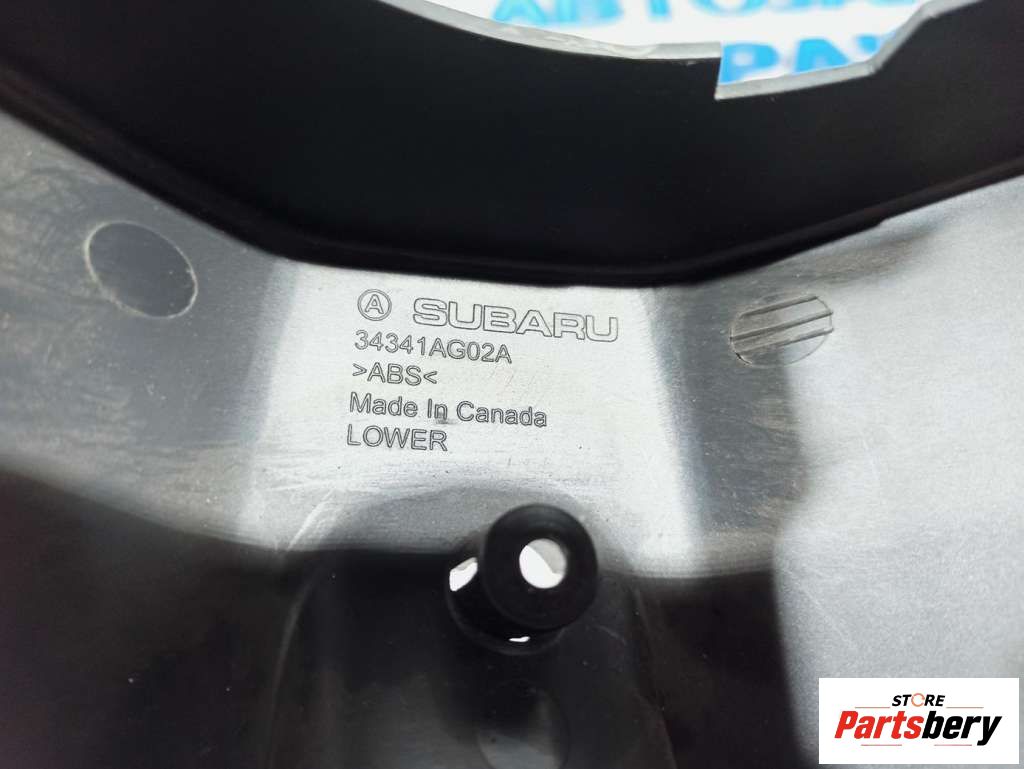 Ⓐ SUBARU
34341AG02A
>ABS<
Made In Canada
LOWER
STORE
Partsbery